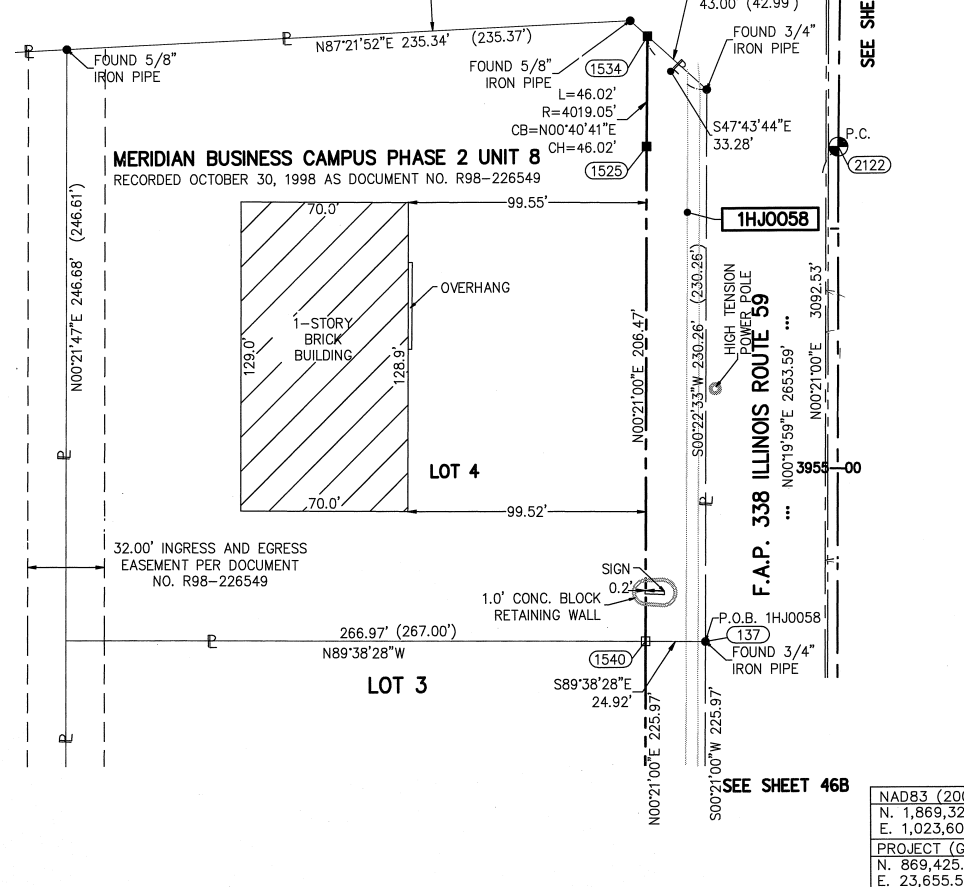 43.00' (42.99')
SEE SHE
N87°21'52"E 235.34' (235.37')
FOUND 5/8"
IRON PIPE
FOUND 5/8"
IRON PIPE
1534
FOUND 3/4"
IRON PIPE
L=46.02'
R=4019.05'
CB=N00°40'41"E
CH=46.02'
S47°43'44"E
33.28'
P.C.
2122
1525
MERIDIAN BUSINESS CAMPUS PHASE 2 UNIT 8
RECORDED OCTOBER 30, 1998 AS DOCUMENT NO. R98-226549
70.0'
99.55'
1HJ0058
N00°21'47"E 246.68' (246.61')
OVERHANG
1-STORY
BRICK
BUILDING
129.0'
128.9'
N00°21'00"E 206.47'
S00°22'33"W 230.26' (230.26')
HIGH TENSION
POWER POLE
F.A.P. 338 ILLINOIS ROUTE 59
... N00°19'59"E 2653.59' ...
N00°21'00"E 3092.53'
3955-00
LOT 4
70.0'
99.52'
32.00' INGRESS AND EGRESS
EASEMENT PER DOCUMENT
NO. R98-226549
SIGN
0.2'
1.0' CONC. BLOCK
RETAINING WALL
P.O.B. 1HJ0058
137
FOUND 3/4"
IRON PIPE
266.97' (267.00')
N89°38'28"W
1540
LOT 3
S89°38'28"E
24.92'
N00°21'00"E 225.97'
S00°21'00"W 225.97'
SEE SHEET 46B
NAD83 (200
N. 1,869,32
E. 1,023,60
PROJECT (G
N. 869,425.
E. 23,655.5